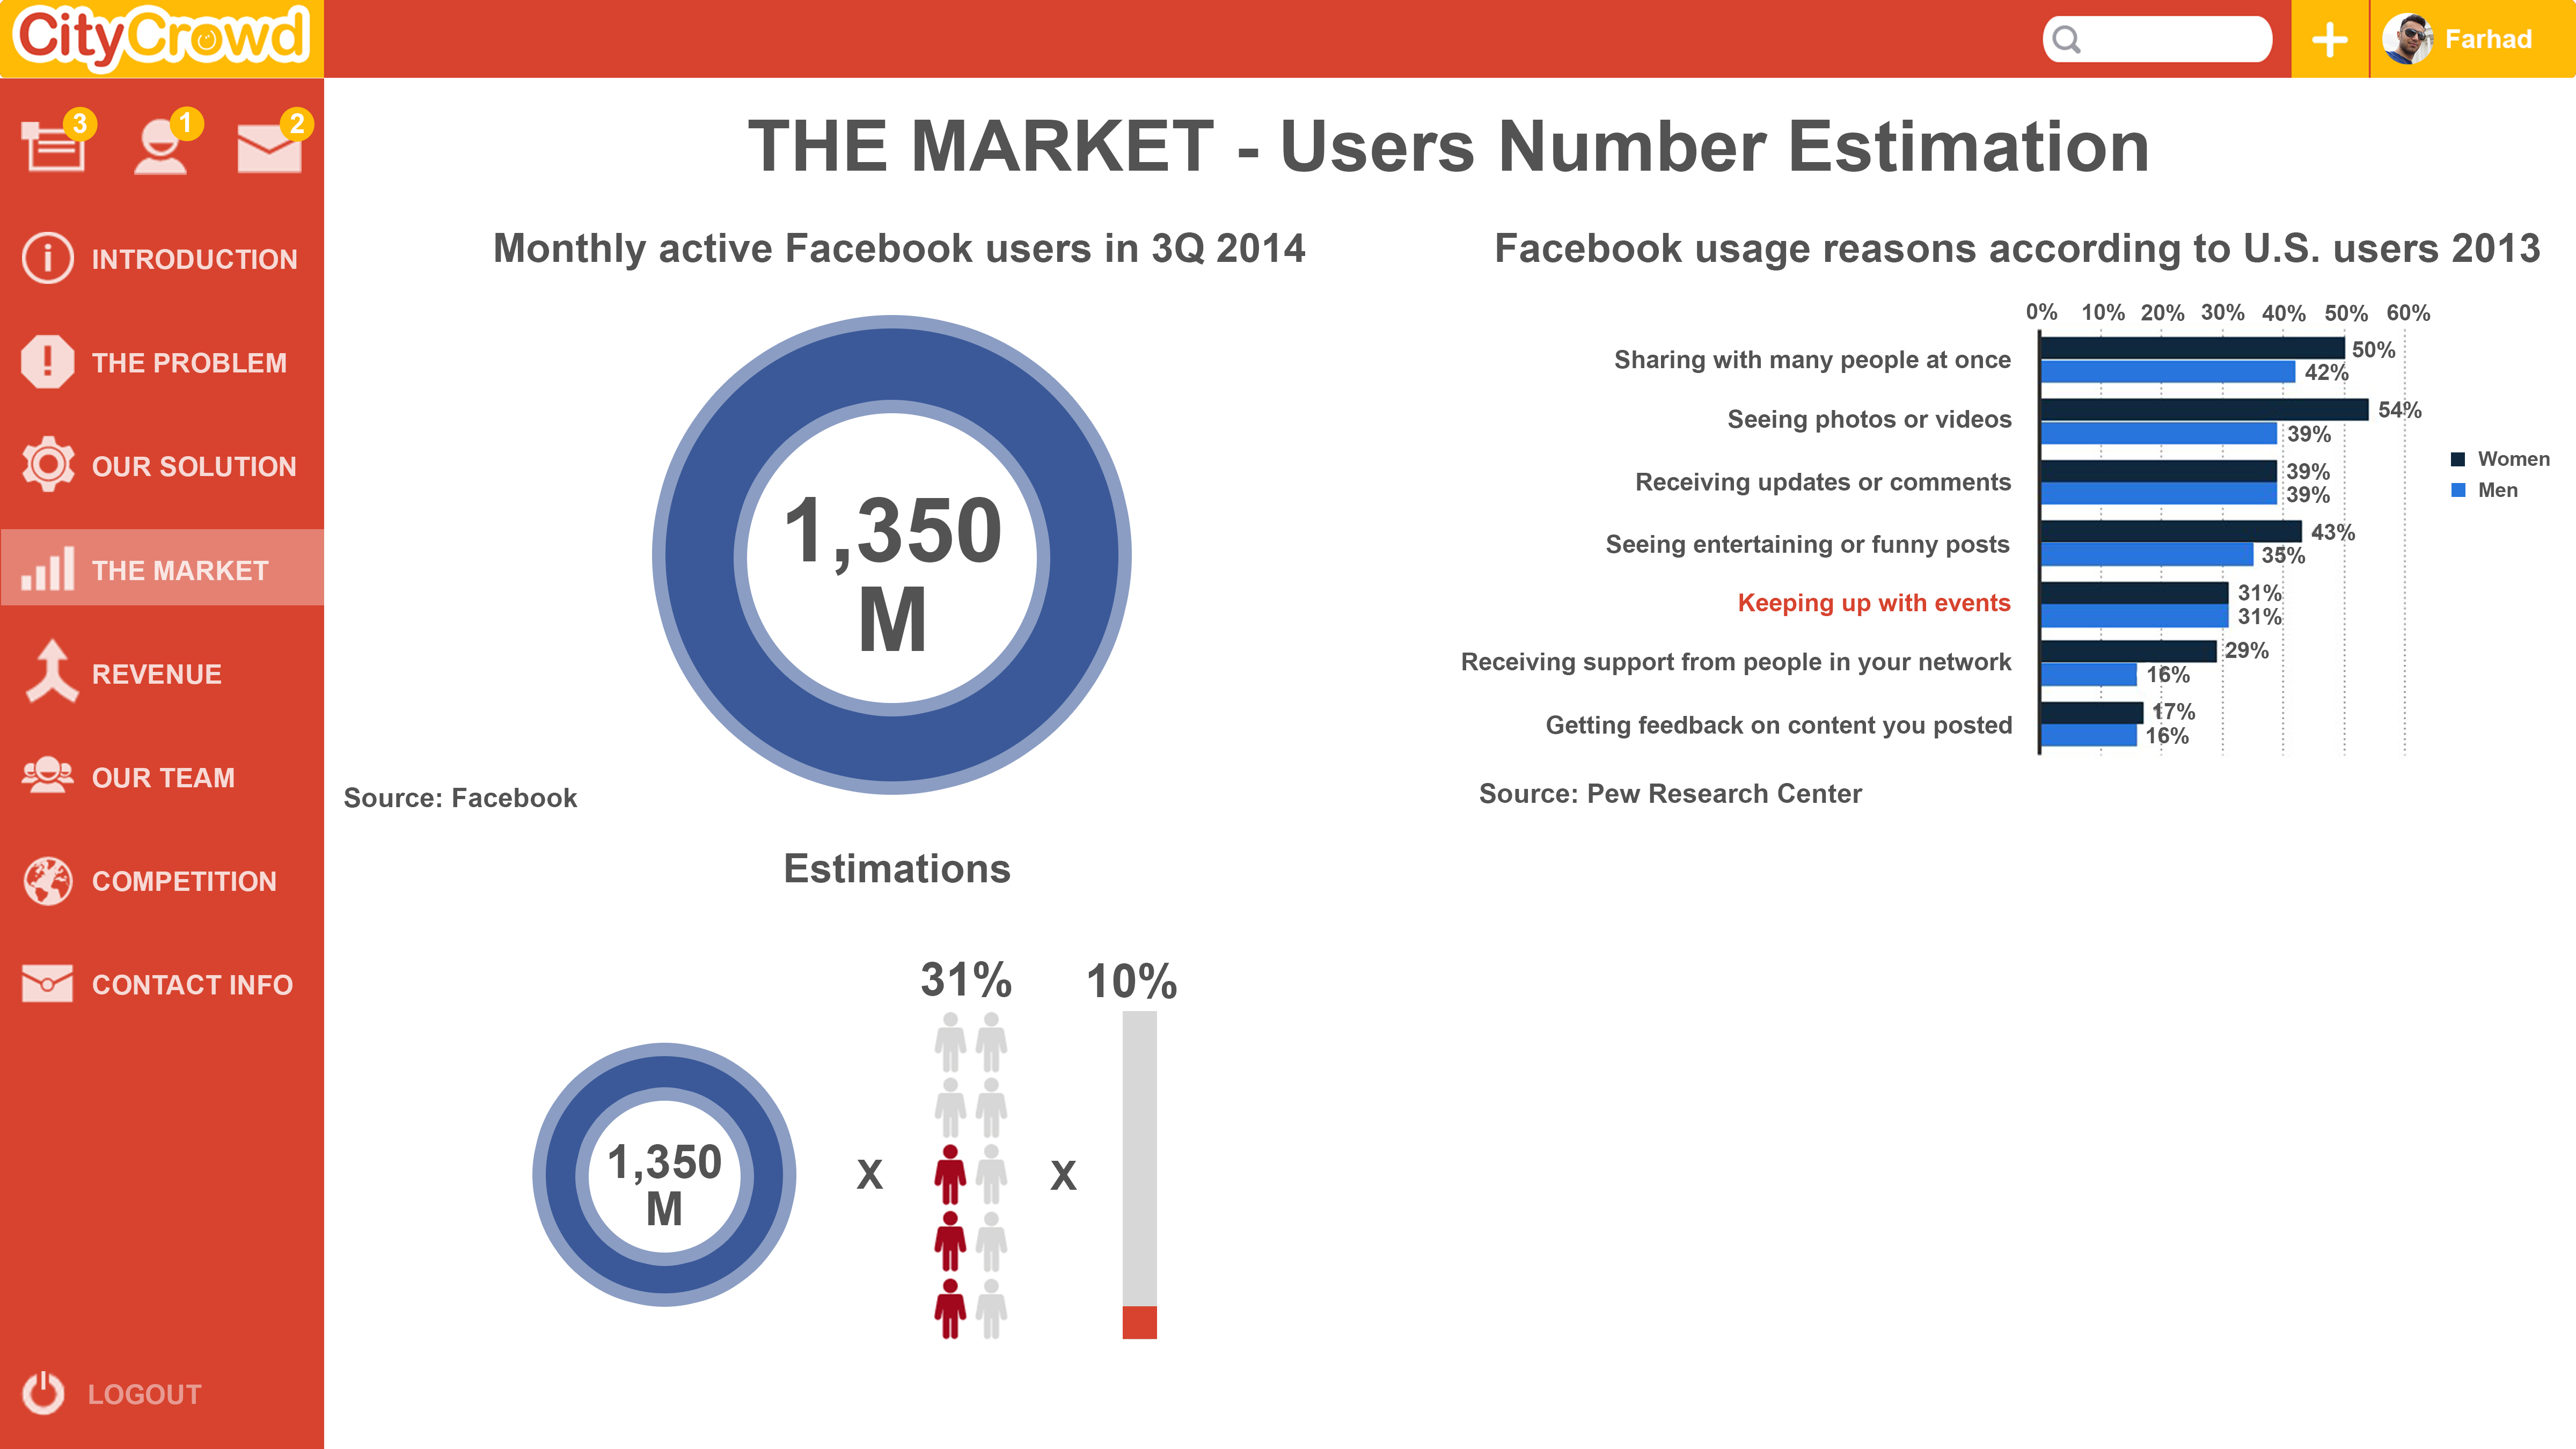 CityCrowd
Farhad
3
1
2
INTRODUCTION
THE PROBLEM
OUR SOLUTION
THE MARKET
REVENUE
OUR TEAM
COMPETITION
CONTACT INFO
LOGOUT
THE MARKET - Users Number Estimation
Monthly active Facebook users in 3Q 2014
1,350
M
Source: Facebook
Facebook usage reasons according to U.S. users 2013
0% 10% 20% 30% 40% 50% 60%
Sharing with many people at once
50%
42%
Seeing photos or videos
54%
39%
Receiving updates or comments
39%
39%
Seeing entertaining or funny posts
43%
35%
Keeping up with events
31%
31%
Receiving support from people in your network
29%
16%
Getting feedback on content you posted
17%
16%
Women
Men
Source: Pew Research Center
Estimations
1,350
M
X
31%
X
10%